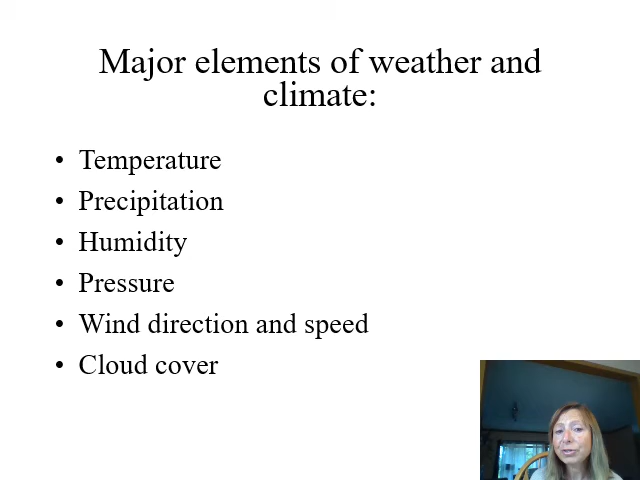 Major elements of weather and
climate:
• Temperature
• Precipitation
• Humidity
• Pressure
• Wind direction and speed
• Cloud cover